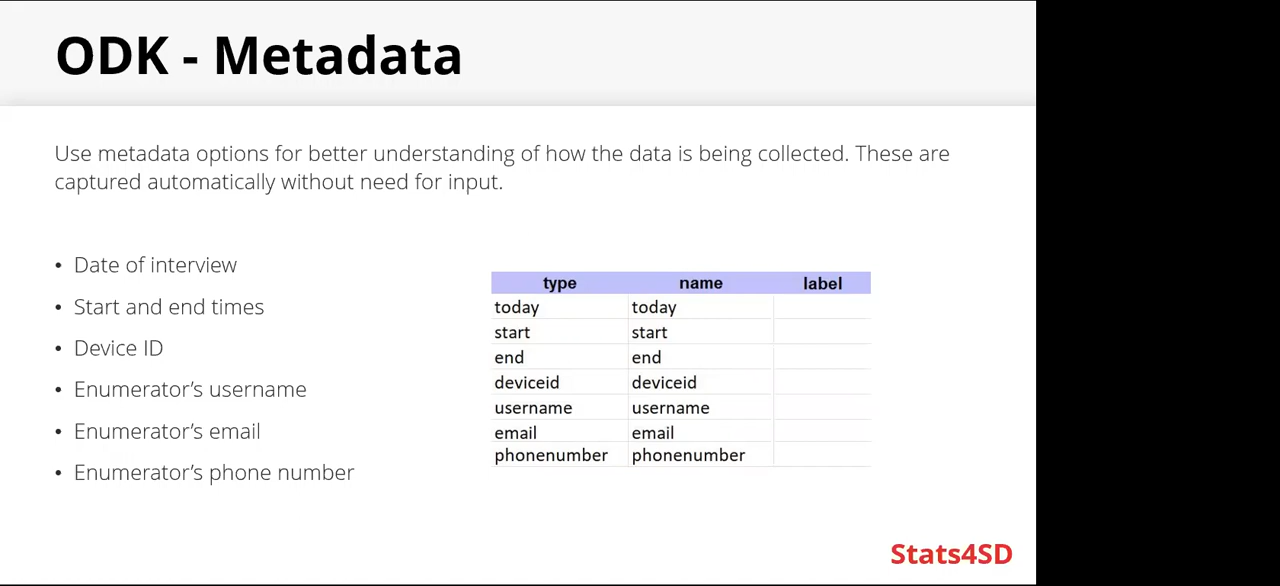 ODK - Metadata
Use metadata options for better understanding of how the data is being collected. These are
captured automatically without need for input.
• Date of interview
• Start and end times
• Device ID
• Enumerator’s username
• Enumerator’s email
• Enumerator’s phone number
type name label
today today
start start
end end
deviceid deviceid
username username
email email
phonenumber phonenumber
Stats4SD